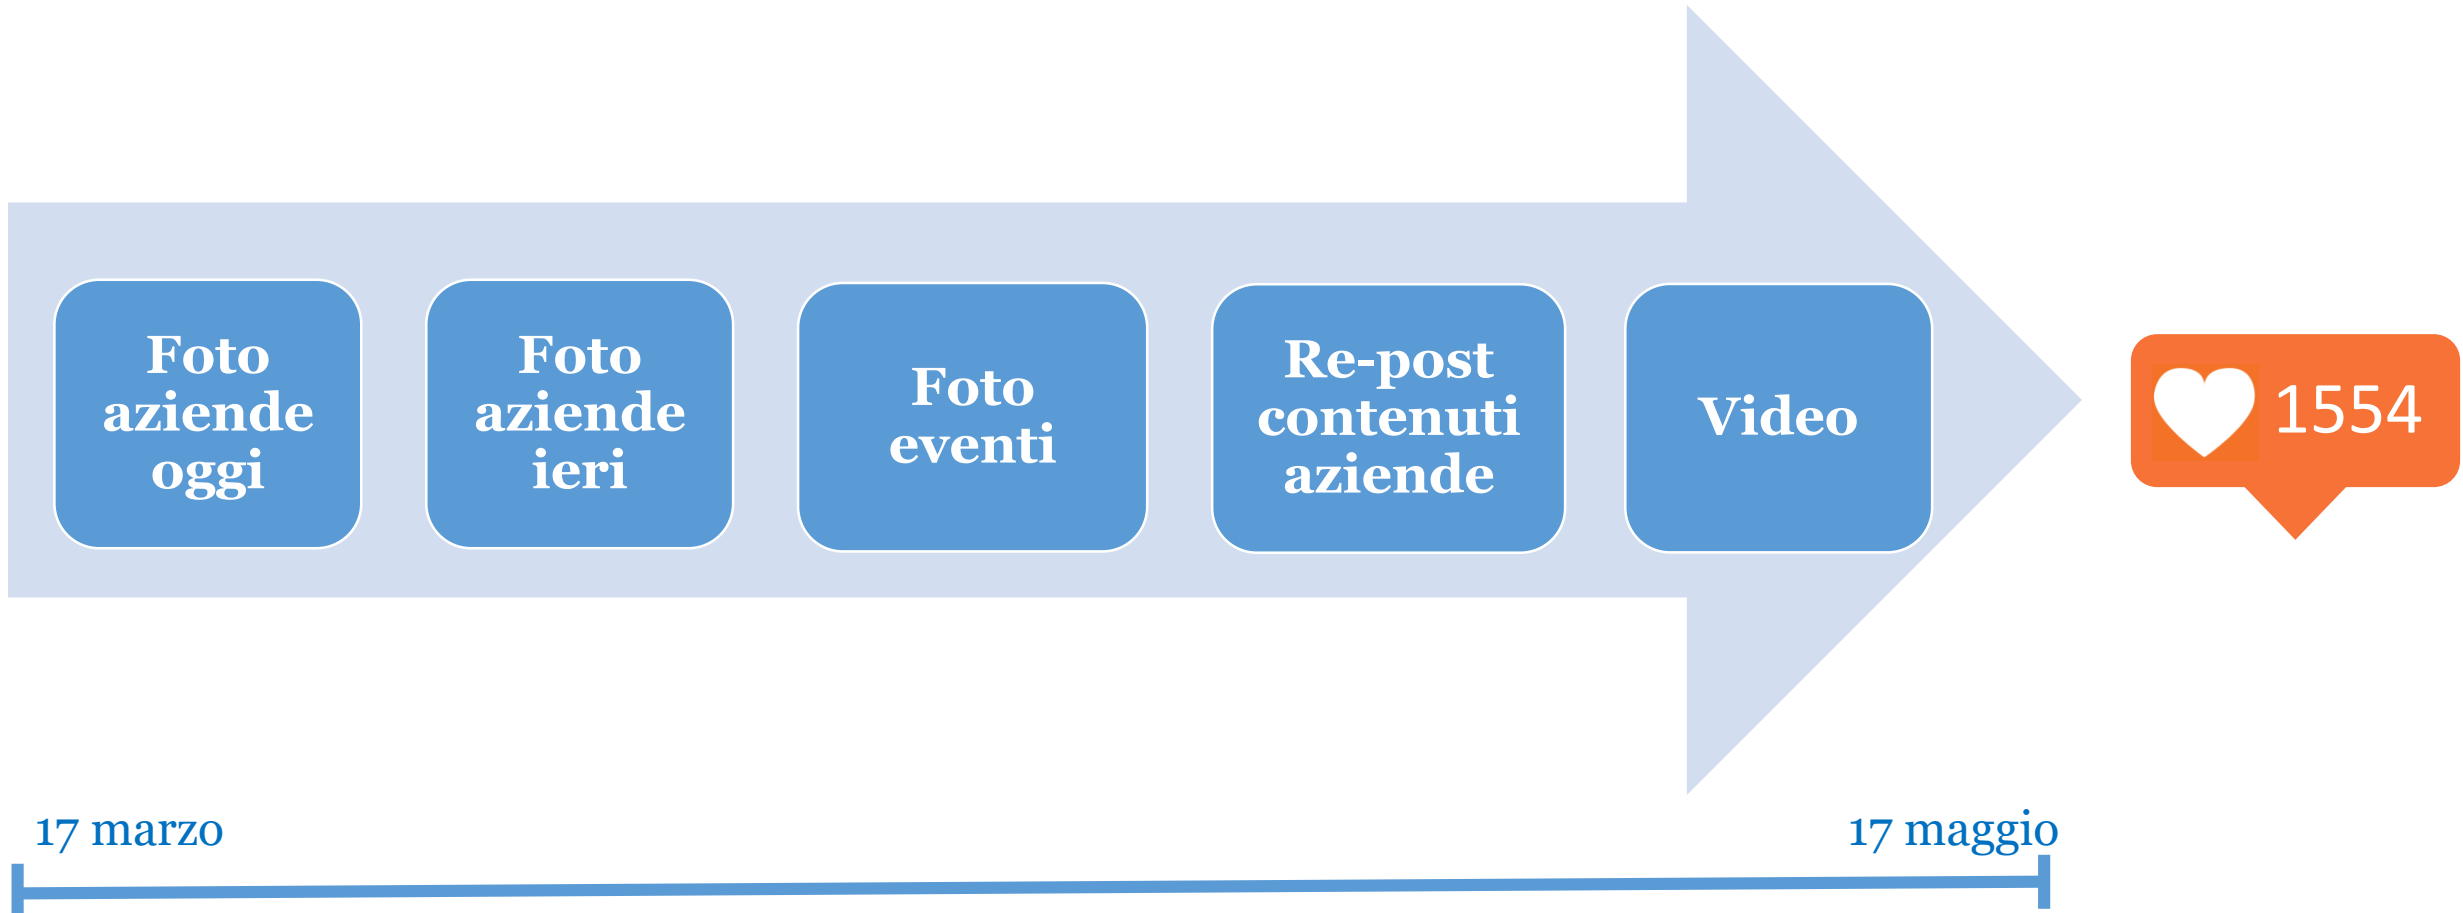 Foto
aziende
oggi
Foto
aziende
ieri
Foto
eventi
Re-post
contenuti
aziende
Video
1554
17 marzo
17 maggio